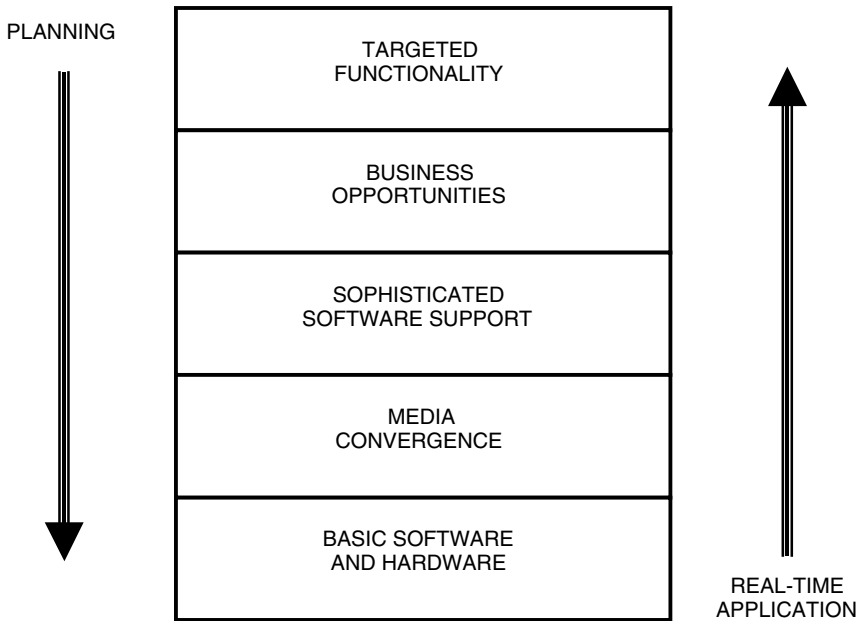 PLANNING
TARGETED
FUNCTIONALITY
BUSINESS
OPPORTUNITIES
SOPHISTICATED
SOFTWARE SUPPORT
MEDIA
CONVERGENCE
BASIC SOFTWARE
AND HARDWARE
REAL-TIME
APPLICATION